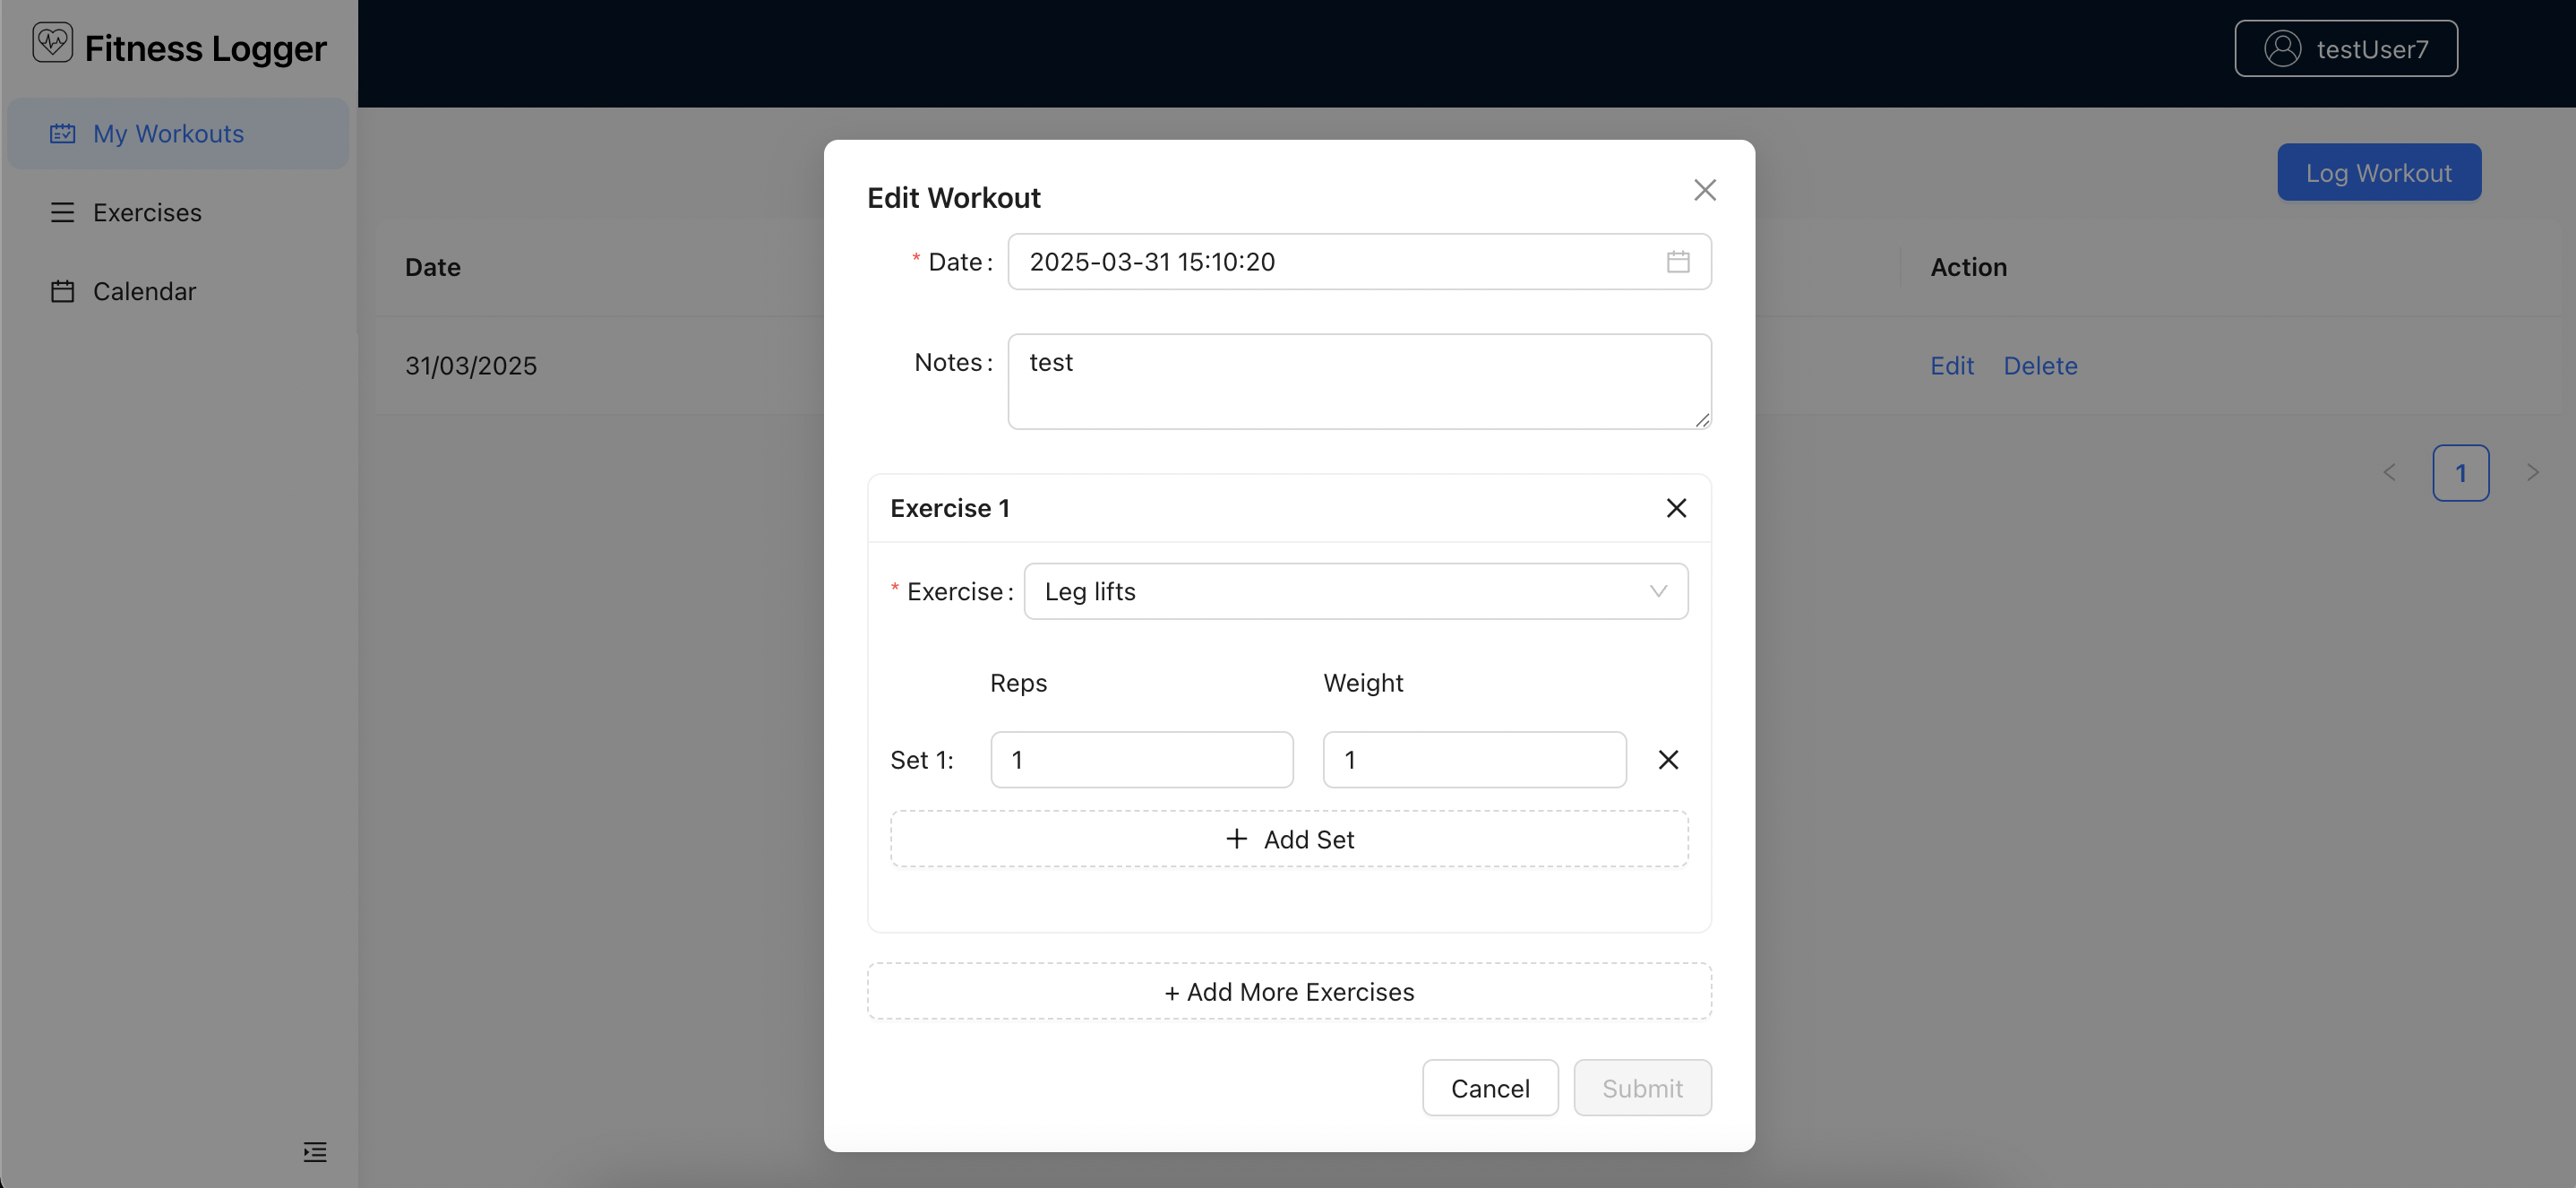 Fitness Logger
testUser7
My Workouts
Exercises
Calendar
Log Workout
Date
Action
31/03/2025
Edit Delete
1
Edit Workout
* Date: 2025-03-31 15:10:20
Notes: test
Exercise 1
* Exercise: Leg lifts
Reps Weight
Set 1: 1 1
+ Add Set
+ Add More Exercises
Cancel Submit